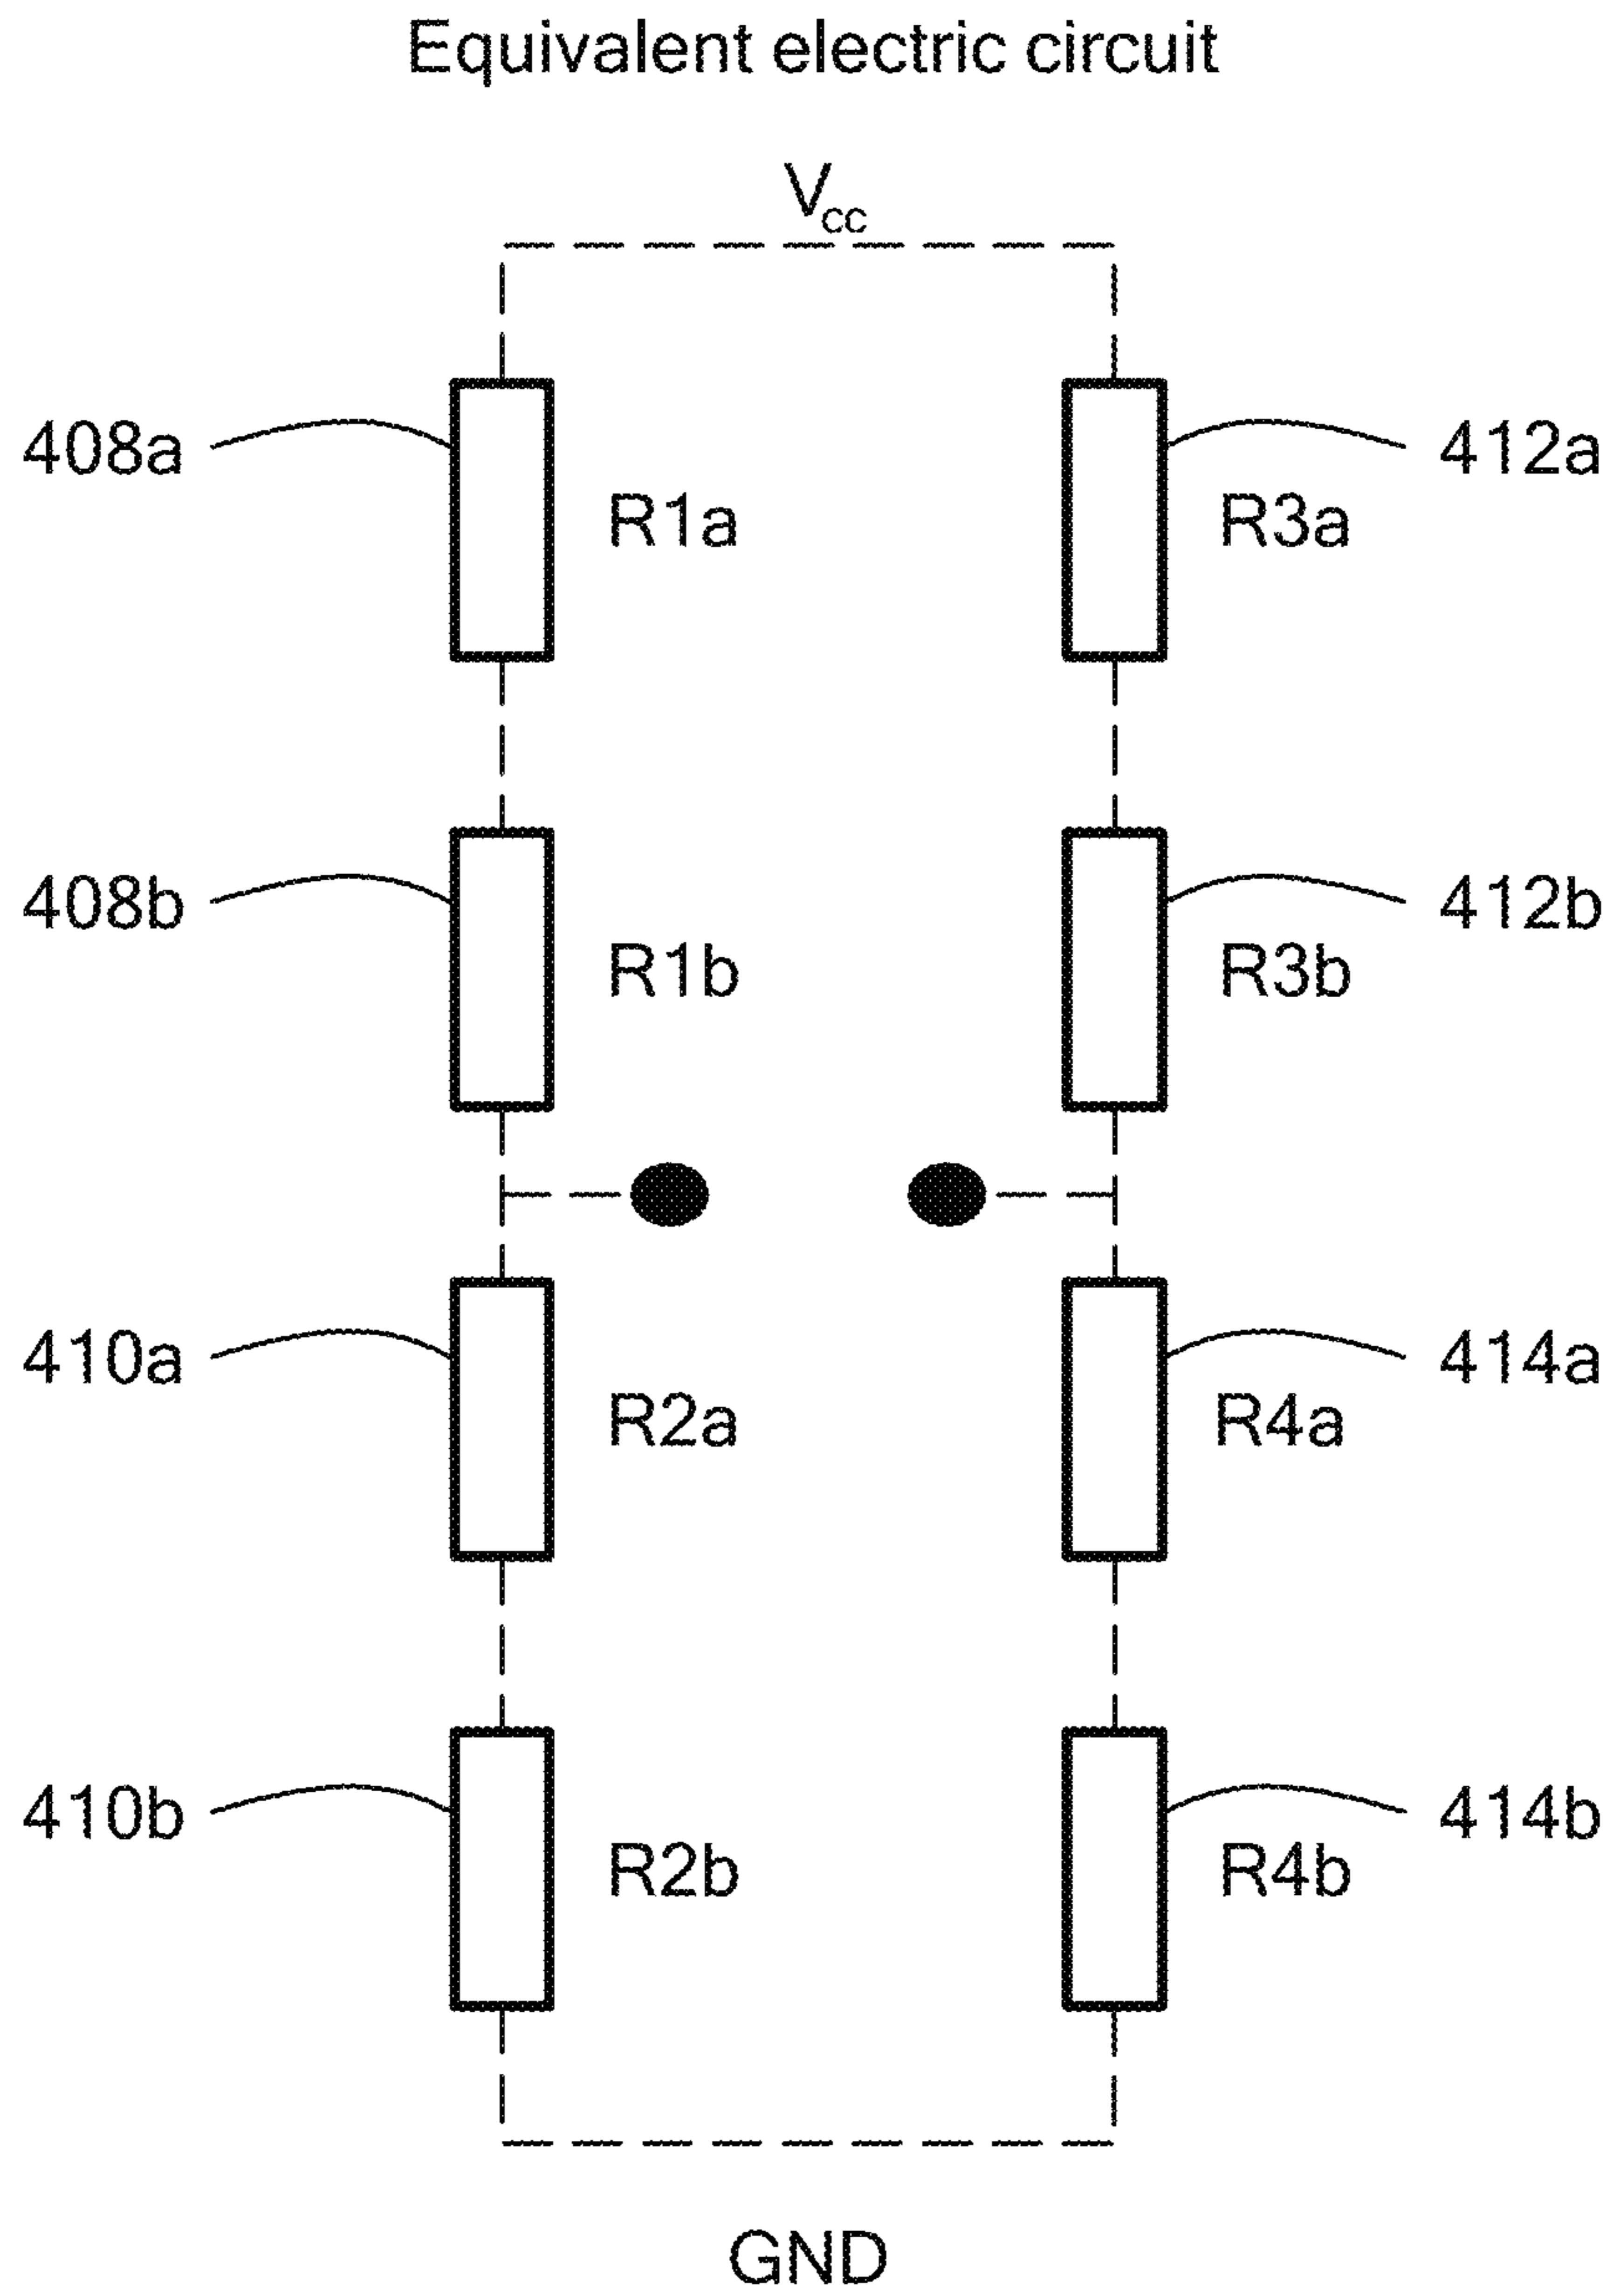 Equivalent electric circuit
Vcc
408a
412a
R1a
R3a
408b
412b
R1b
R3b
410a
414a
R2a
R4a
410b
414b
R2b
R4b
GND